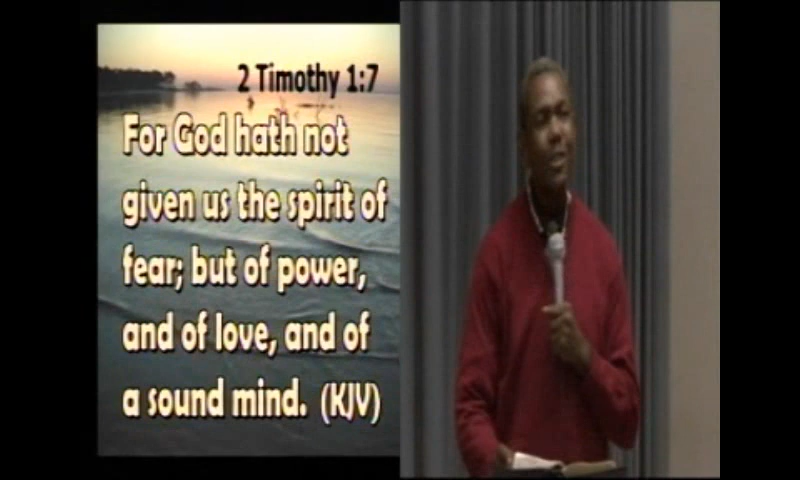 2 Timothy 1:7
For God hath not
given us the spirit of
fear; but of power,
and of love, and of
a sound mind. (KJV)